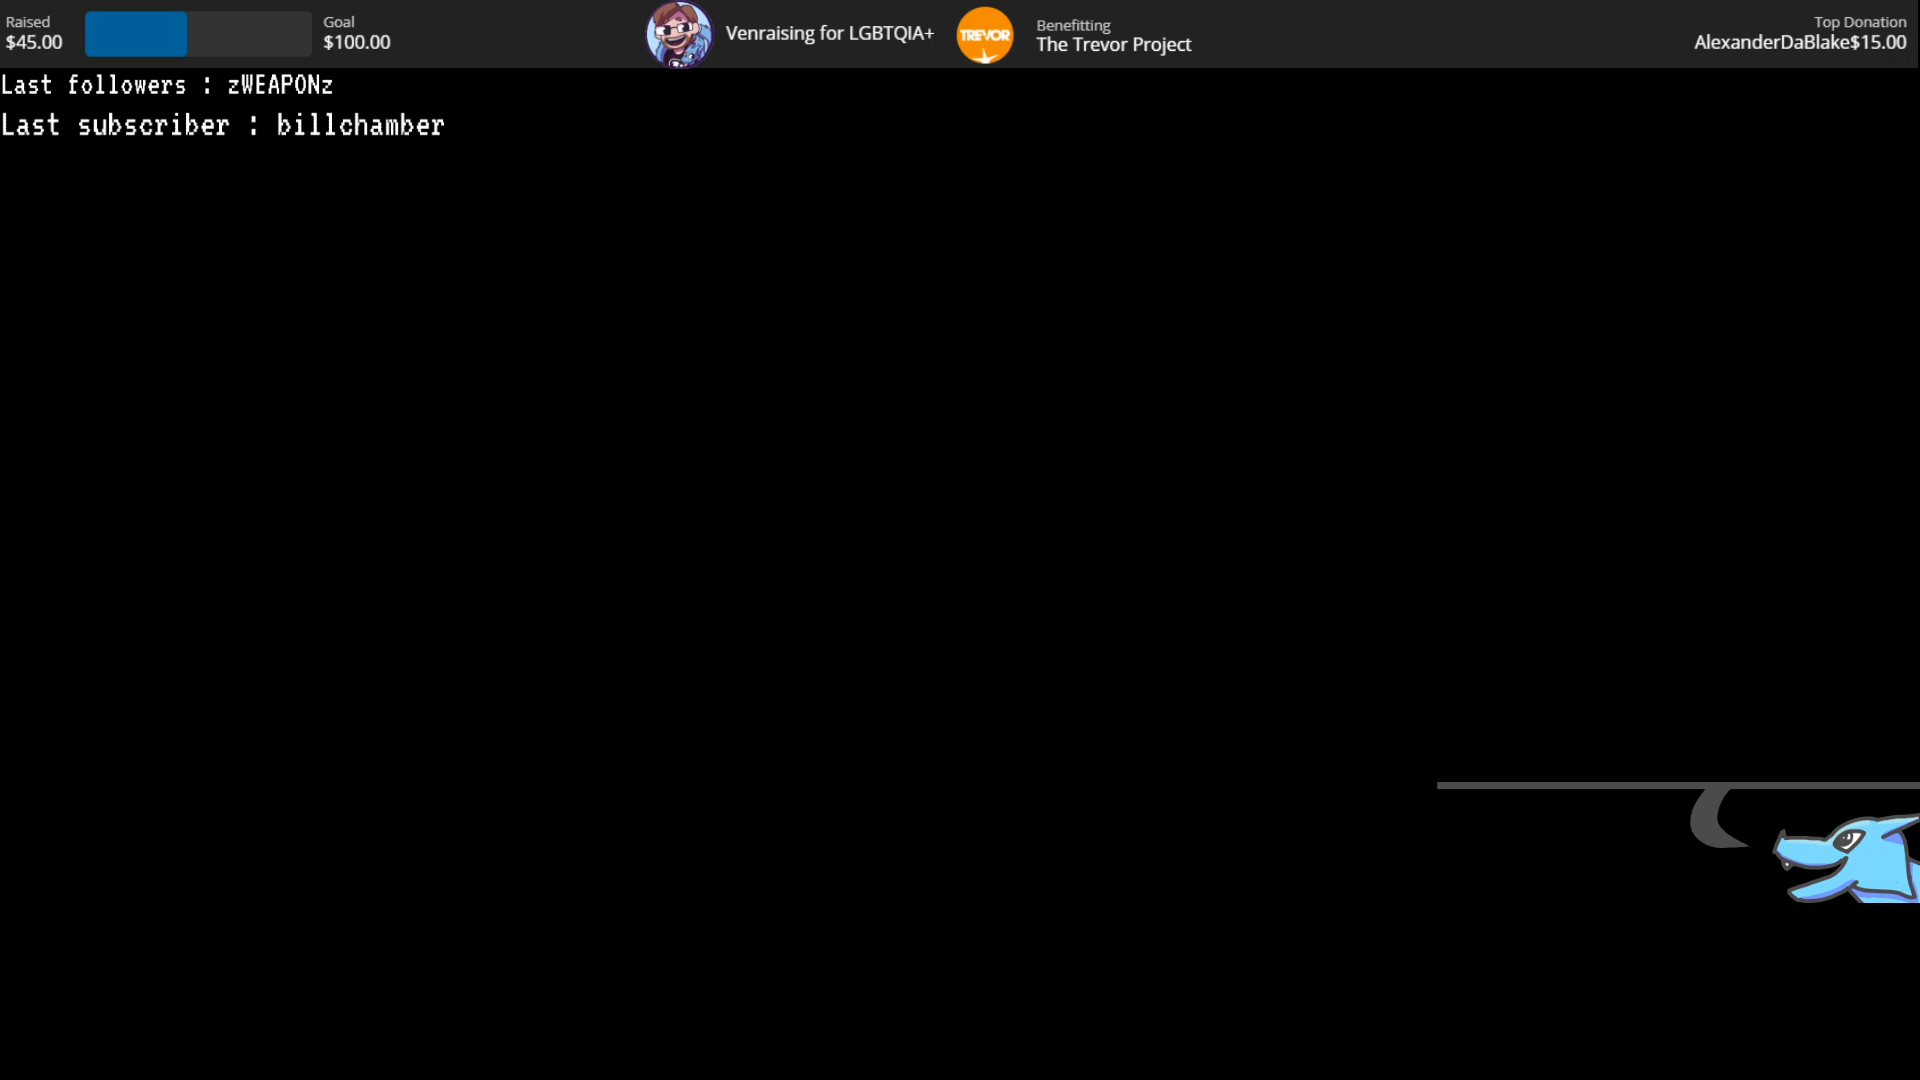 Raised
$45.00
Goal
$100.00
Venraising for LGBTQIA+
TREVOR
Benefitting
The Trevor Project
Top Donation
AlexanderDaBlake$15.00
Last followers : zWEAPONz
Last subscriber : billchamber